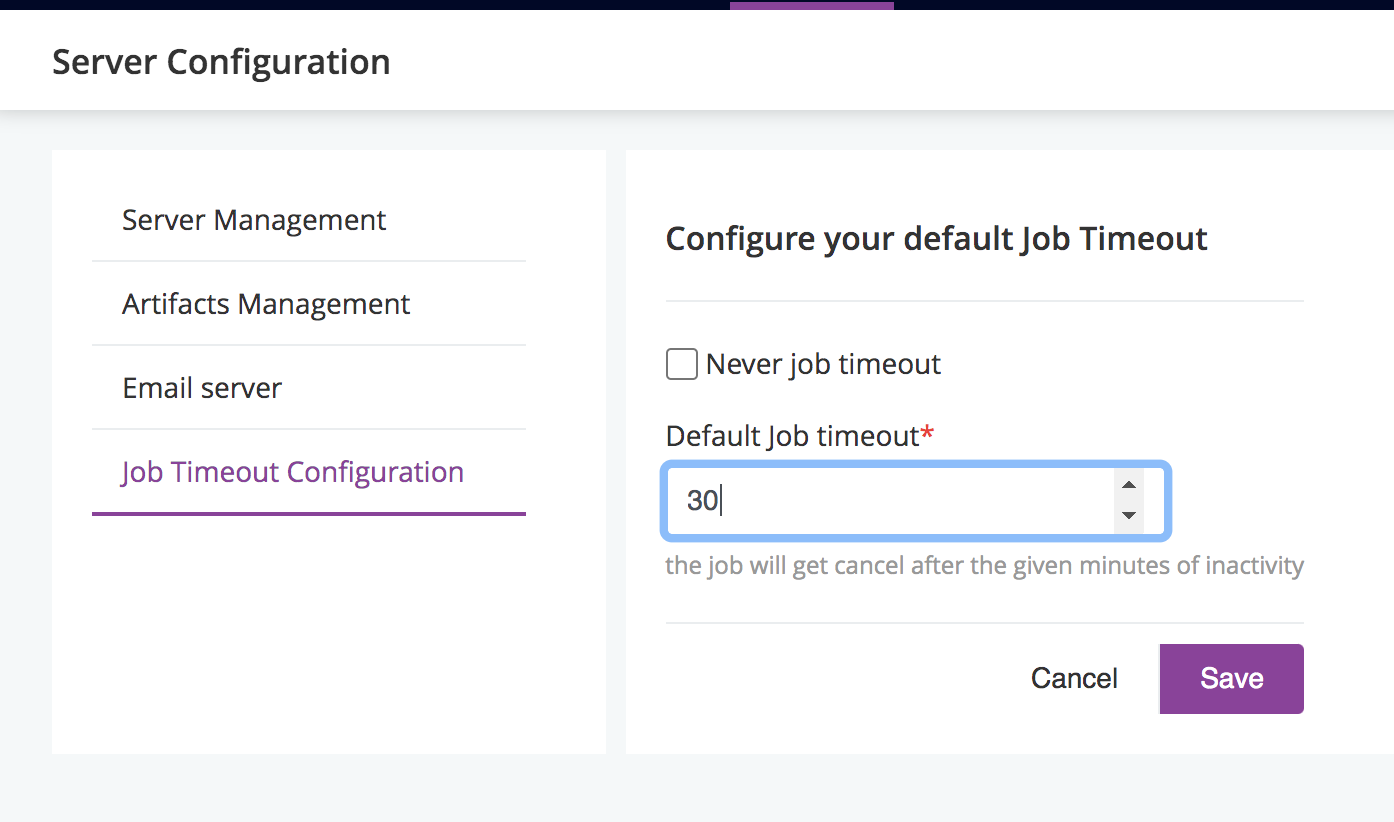 Server Configuration
Server Management
Artifacts Management
Email server
Job Timeout Configuration
Configure your default Job Timeout
Never job timeout
Default Job timeout*
30
the job will get cancel after the given minutes of inactivity
Cancel
Save